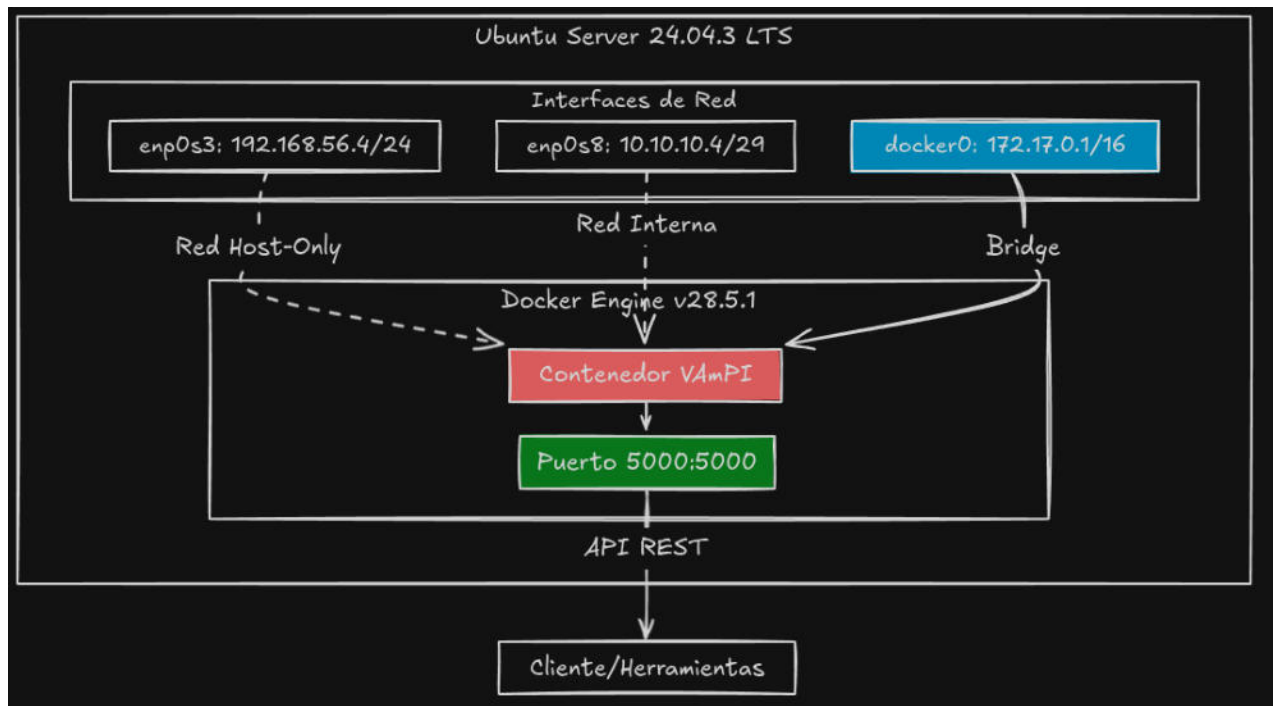 Ubuntu Server 24.04.3 LTS
Interfaces de Red
enp0s3: 192.168.56.4/24
enp0s8: 10.10.10.4/29
docker0: 172.17.0.1/16
Red Host-Only
Red Interna
Bridge
Docker Engine v28.5.1
Contenedor VAmPI
Puerto 5000:5000
API REST
Cliente/Herramientas